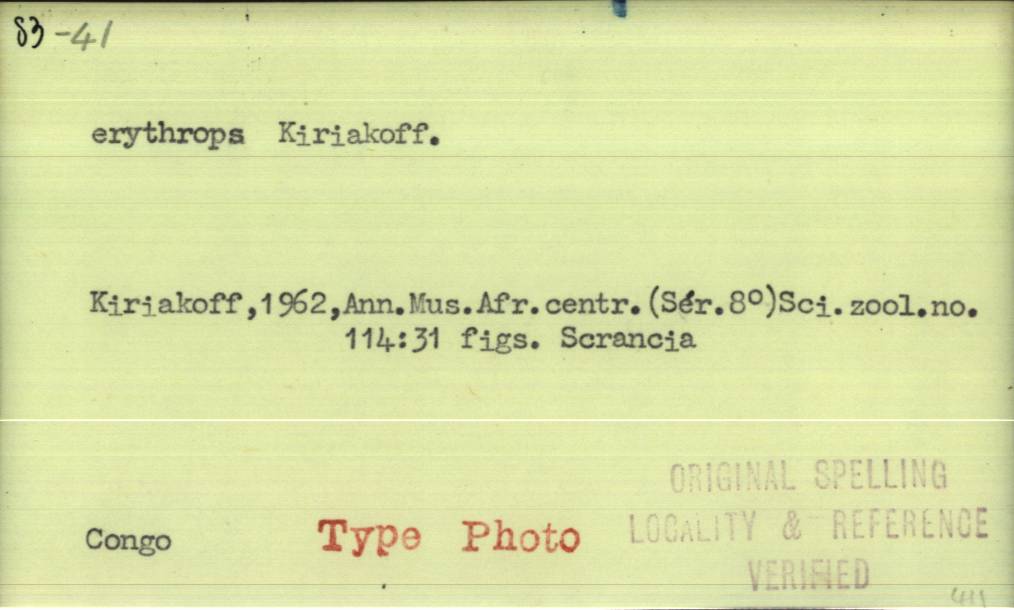 83-41
erythrops Kiriakoff.
Kiriakoff,1962,Ann.Mus.Afr.centr.(Sér.8°)Sci.zool.no.
114:31 figs. Scrancia
Congo
Type Photo
ORIGINAL SPELLING
LOCALITY & REFERENCE
VERIFIED